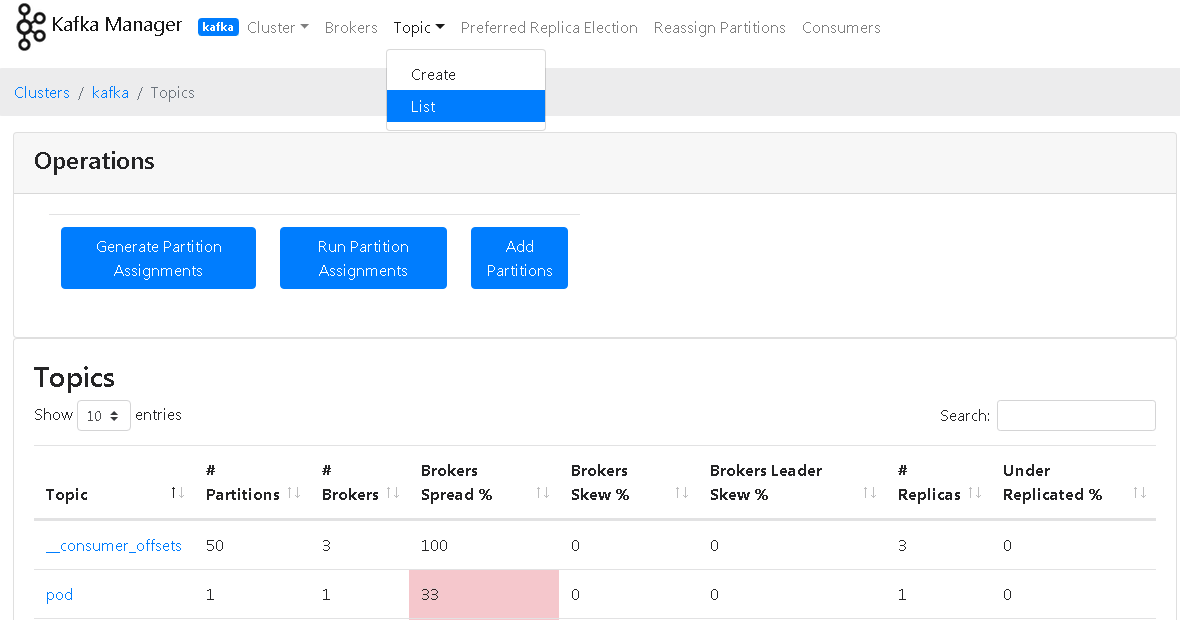 Kafka Manager kafka Cluster Brokers Topic Preferred Replica Election Reassign Partitions Consumers
Create
List
Clusters / kafka / Topics
Operations
Generate Partition Assignments
Run Partition Assignments
Add Partitions
Topics
Show 10 entries Search:
Topic # Partitions # Brokers Brokers Spread % Brokers Skew % Brokers Leader Skew % # Replicas Under Replicated %
__consumer_offsets 50 3 100 0 0 3 0
pod 1 1 33 0 0 1 0